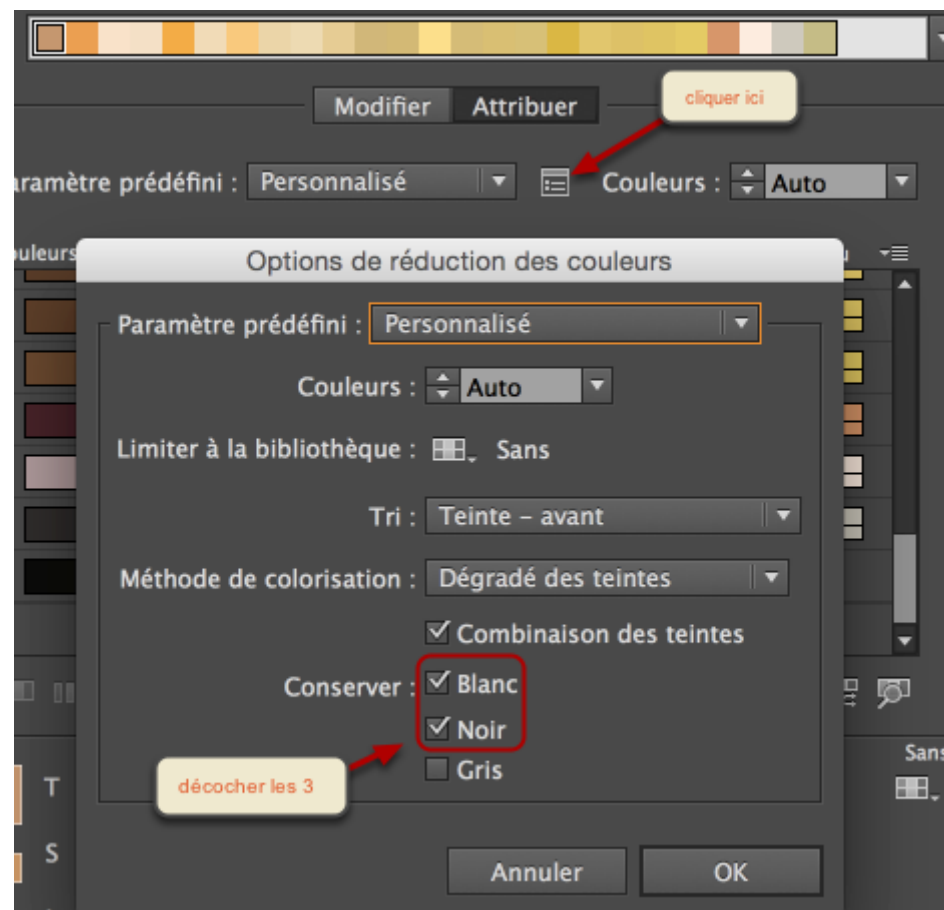 Modifier Attribuer
cliquer ici
aramètre prédéfini : Personnalisé Couleurs : Auto
ouleurs
Options de réduction des couleurs
Paramètre prédéfini : Personnalisé
Couleurs : Auto
Limiter à la bibliothèque : Sans
Tri : Teinte – avant
Méthode de colorisation : Dégradé des teintes
Combinaison des teintes
Conserver : Blanc
Noir
Gris
décocher les 3
Sans
T
S
Annuler OK